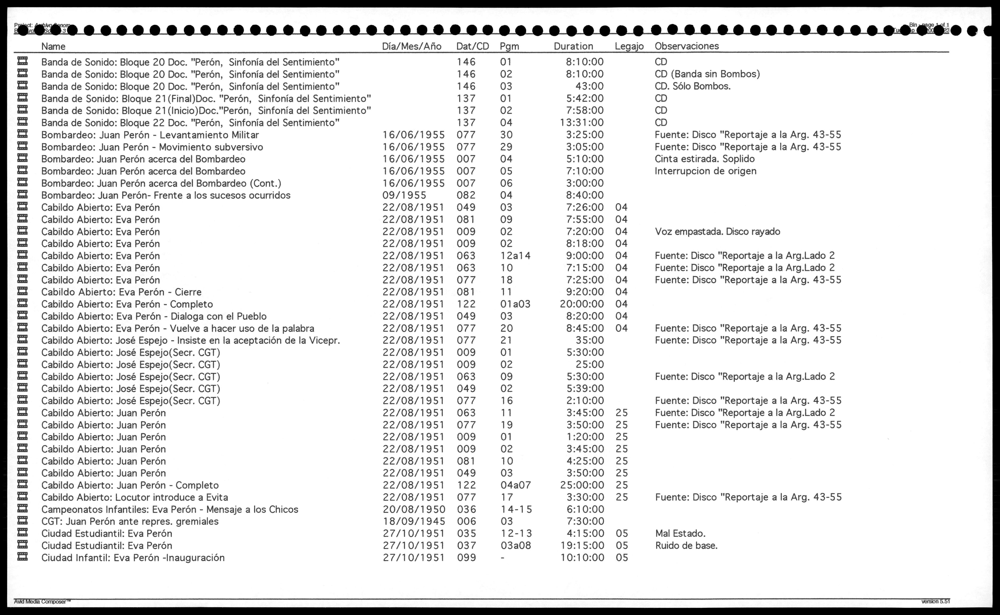 Project: Archivo Sonoro
Bin - page 1 of 1
Name Día/Mes/Año Dat/CD Pgm Duration Legajo Observaciones
Banda de Sonido: Bloque 20 Doc. "Perón, Sinfonía del Sentimiento" 146 01 8:10:00 CD
Banda de Sonido: Bloque 20 Doc. "Perón, Sinfonía del Sentimiento" 146 02 8:10:00 CD (Banda sin Bombos)
Banda de Sonido: Bloque 20 Doc. "Perón, Sinfonía del Sentimiento" 146 03 43:00 CD. Sólo Bombos.
Banda de Sonido: Bloque 21(Final)Doc. "Perón, Sinfonía del Sentimiento" 137 01 5:42:00 CD
Banda de Sonido: Bloque 21(Inicio)Doc."Perón, Sinfonía del Sentimiento" 137 02 7:58:00 CD
Banda de Sonido: Bloque 22 Doc. "Perón, Sinfonía del Sentimiento" 137 04 13:31:00 CD
Bombardeo: Juan Perón - Levantamiento Militar 16/06/1955 077 30 3:25:00 Fuente: Disco "Reportaje a la Arg. 43-55
Bombardeo: Juan Perón - Movimiento subversivo 16/06/1955 077 29 3:05:00 Fuente: Disco "Reportaje a la Arg. 43-55
Bombardeo: Juan Perón acerca del Bombardeo 16/06/1955 007 04 5:10:00 Cinta estirada. Soplido
Bombardeo: Juan Perón acerca del Bombardeo 16/06/1955 007 05 7:10:00 Interrupcion de origen
Bombardeo: Juan Perón acerca del Bombardeo (Cont.) 16/06/1955 007 06 3:00:00
Bombardeo: Juan Perón- Frente a los sucesos ocurridos 09/1955 082 04 8:40:00
Cabildo Abierto: Eva Perón 22/08/1951 049 03 7:26:00 04
Cabildo Abierto: Eva Perón 22/08/1951 081 09 7:55:00 04
Cabildo Abierto: Eva Perón 22/08/1951 009 02 7:20:00 04 Voz empastada. Disco rayado
Cabildo Abierto: Eva Perón 22/08/1951 009 02 8:18:00 04
Cabildo Abierto: Eva Perón 22/08/1951 063 12a14 9:00:00 04 Fuente: Disco "Reportaje a la Arg.Lado 2
Cabildo Abierto: Eva Perón 22/08/1951 063 10 7:15:00 04 Fuente: Disco "Reportaje a la Arg.Lado 2
Cabildo Abierto: Eva Perón 22/08/1951 077 18 7:25:00 04 Fuente: Disco "Reportaje a la Arg. 43-55
Cabildo Abierto: Eva Perón - Cierre 22/08/1951 081 11 9:20:00 04
Cabildo Abierto: Eva Perón - Completo 22/08/1951 122 01a03 20:00:00 04
Cabildo Abierto: Eva Perón - Dialoga con el Pueblo 22/08/1951 049 03 8:20:00 04
Cabildo Abierto: Eva Perón - Vuelve a hacer uso de la palabra 22/08/1951 077 20 8:45:00 04 Fuente: Disco "Reportaje a la Arg. 43-55
Cabildo Abierto: José Espejo - Insiste en la aceptación de la Vicepr. 22/08/1951 077 21 35:00 Fuente: Disco "Reportaje a la Arg. 43-55
Cabildo Abierto: José Espejo(Secr. CGT) 22/08/1951 009 01 5:30:00
Cabildo Abierto: José Espejo(Secr. CGT) 22/08/1951 009 02 25:00
Cabildo Abierto: José Espejo(Secr. CGT) 22/08/1951 063 09 5:30:00 Fuente: Disco "Reportaje a la Arg.Lado 2
Cabildo Abierto: José Espejo(Secr. CGT) 22/08/1951 049 02 5:39:00
Cabildo Abierto: José Espejo(Secr. CGT) 22/08/1951 077 16 2:10:00 Fuente: Disco "Reportaje a la Arg. 43-55
Cabildo Abierto: Juan Perón 22/08/1951 063 11 3:45:00 25 Fuente: Disco "Reportaje a la Arg.Lado 2
Cabildo Abierto: Juan Perón 22/08/1951 077 19 3:50:00 25 Fuente: Disco "Reportaje a la Arg. 43-55
Cabildo Abierto: Juan Perón 22/08/1951 009 01 1:20:00 25
Cabildo Abierto: Juan Perón 22/08/1951 009 02 3:45:00 25
Cabildo Abierto: Juan Perón 22/08/1951 081 10 4:25:00 25
Cabildo Abierto: Juan Perón 22/08/1951 049 03 3:50:00 25
Cabildo Abierto: Juan Perón - Completo 22/08/1951 122 04a07 25:00:00 25
Cabildo Abierto: Locutor introduce a Evita 22/08/1951 077 17 3:30:00 25 Fuente: Disco "Reportaje a la Arg. 43-55
Campeonatos Infantiles: Eva Perón - Mensaje a los Chicos 20/08/1950 036 14-15 6:10:00
CGT: Juan Perón ante repres. gremiales 18/09/1945 006 03 7:30:00
Ciudad Estudiantil: Eva Perón 27/10/1951 035 12-13 4:15:00 05 Mal Estado.
Ciudad Estudiantil: Eva Perón 27/10/1951 037 03a08 19:15:00 05 Ruido de base.
Ciudad Infantil: Eva Perón -Inauguración 27/10/1951 099 - 10:10:00 05
Avid Media Composer™ version 5.51